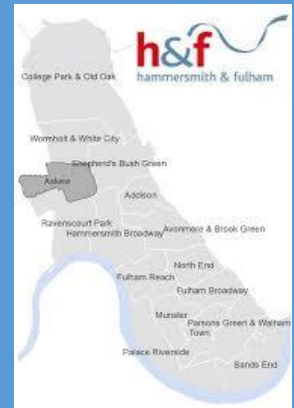 h&f
hammersmith & fulham
College Park & Old Oak
Wormholt & White City
Shepherd's Bush Green
Askew
Addison
Ravenscourt Park
Hammersmith Broadway
Avonmore & Brook Green
North End
Fulham Reach
Fulham Broadway
Munster
Parsons Green & Walham
Town
Palace Riverside
Sands End